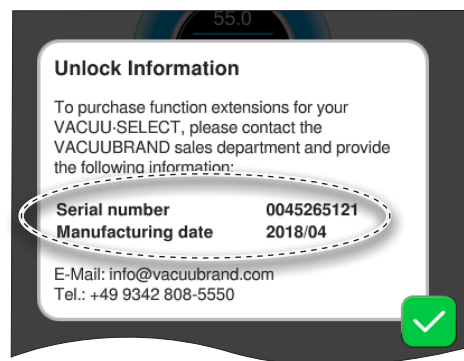 55.0
Unlock Information
To purchase function extensions for your
VACUU·SELECT, please contact the
VACUUBRAND sales department and provide
the following information:
Serial number 0045265121
Manufacturing date 2018/04
E-Mail: info@vacuubrand.com
Tel.: +49 9342 808-5550